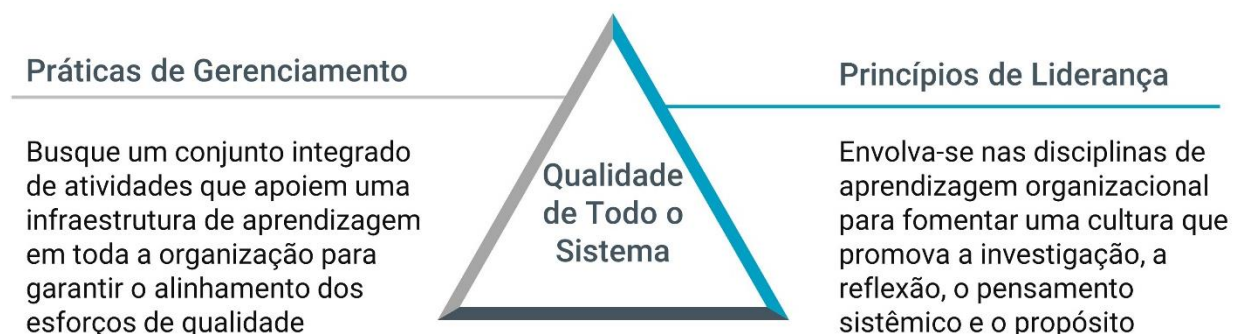 Práticas de Gerenciamento
Busque um conjunto integrado
de atividades que apoiem uma
infraestrutura de aprendizagem
em toda a organização para
garantir o alinhamento dos
esforços de qualidade
Qualidade
de Todo o
Sistema
Princípios de Liderança
Envolva-se nas disciplinas de
aprendizagem organizacional
para fomentar uma cultura que
promova a investigação, a
reflexão, o pensamento
sistêmico e o propósito